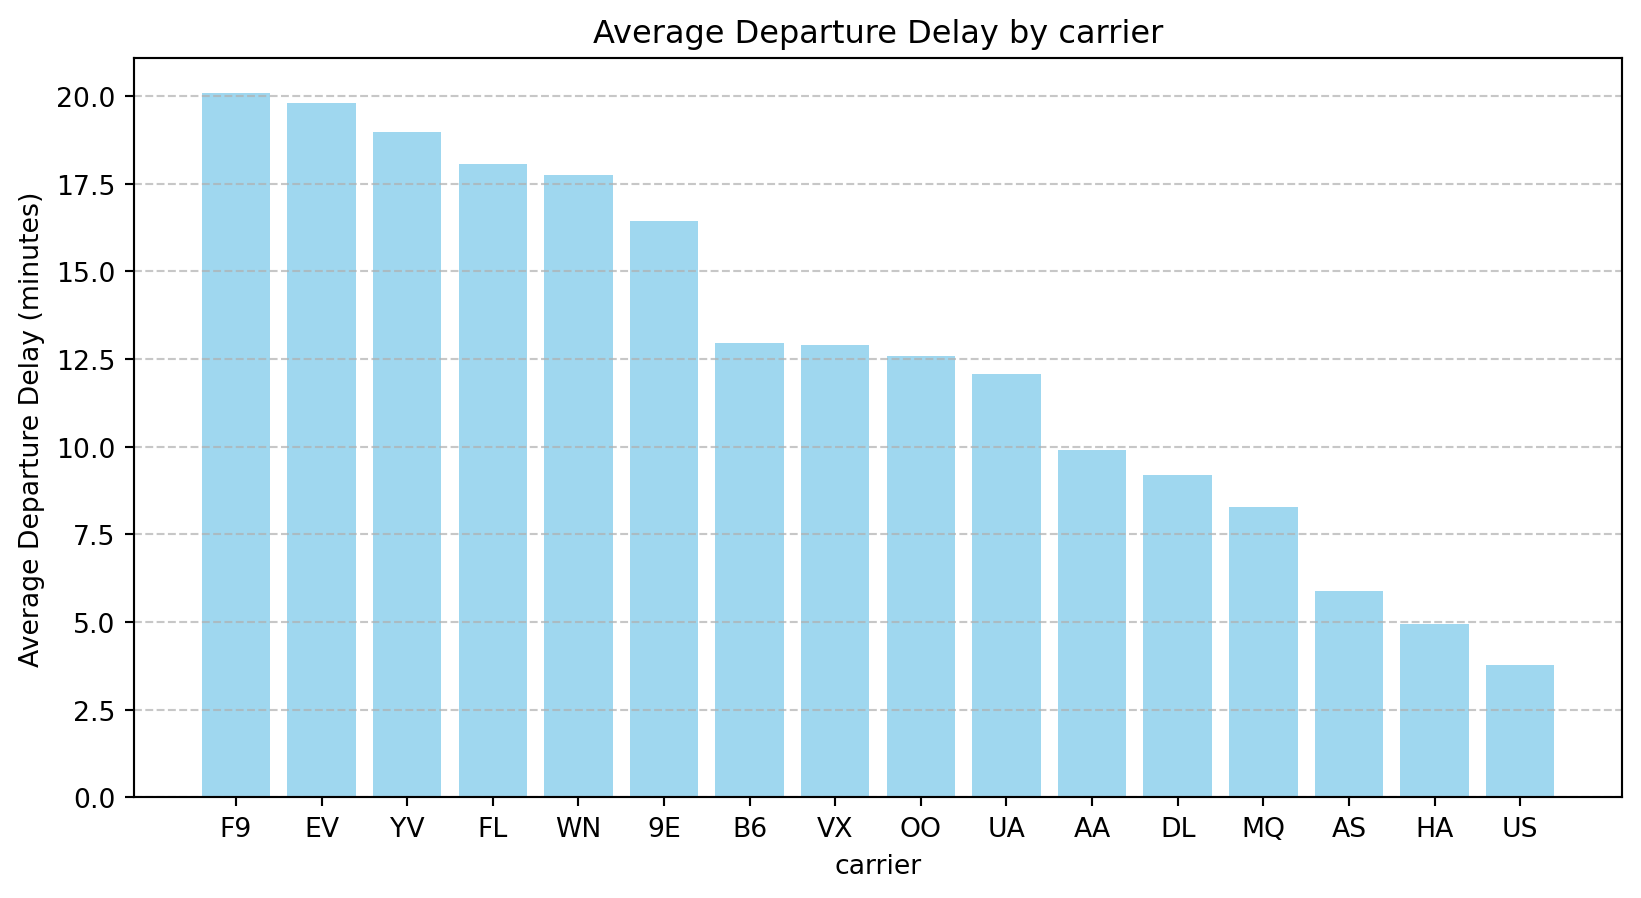 Average Departure Delay by carrier
Average Departure Delay (minutes)
20.0
17.5
15.0
12.5
10.0
7.5
5.0
2.5
0.0
F9 EV YV FL WN 9E B6 VX OO UA AA DL MQ AS HA US
carrier